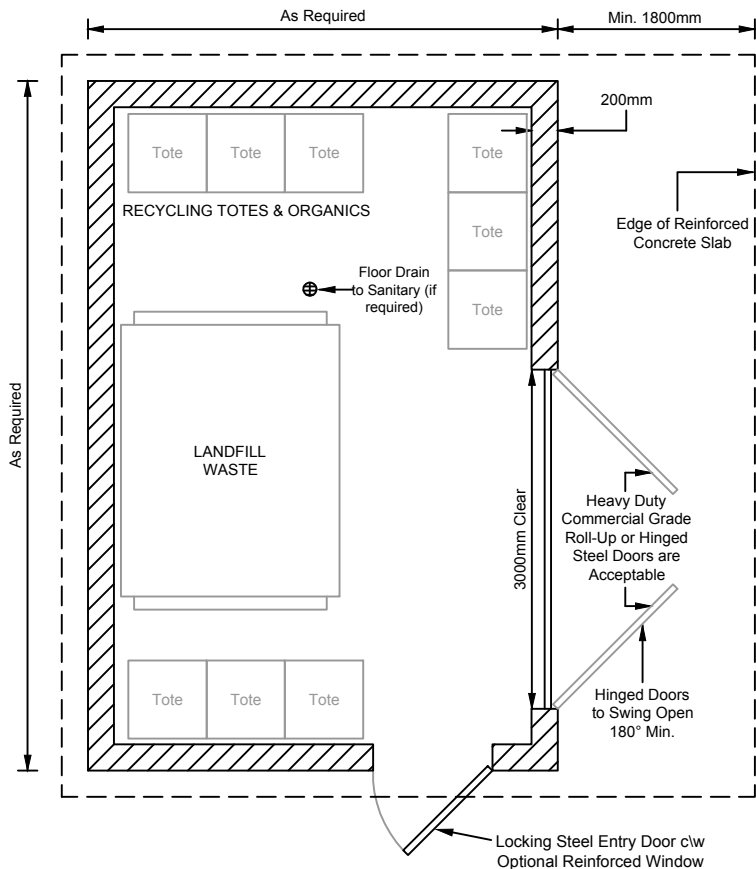 As Required
Min. 1800mm
200mm
Tote
Tote
Tote
Tote
RECYCLING TOTES & ORGANICS
Edge of Reinforced
Concrete Slab
Tote
Floor Drain
to Sanitary (if
required)
Tote
As Required
LANDFILL
WASTE
3000mm Clear
Heavy Duty
Commercial Grade
Roll-Up or Hinged
Steel Doors are
Acceptable
Tote
Tote
Tote
Hinged Doors
to Swing Open
180° Min.
Locking Steel Entry Door c\w
Optional Reinforced Window